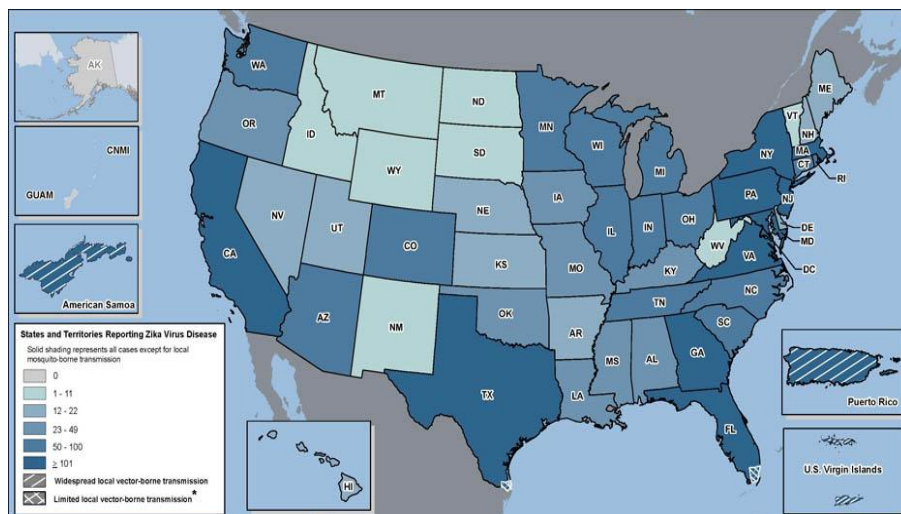 WA
MT
ND
ME
AK
OR
ID
MN
VT
NH
SD
WI
NY
MA
CT
RI
WY
MI
CNMI
IA
PA
NJ
GUAM
NV
NE
OH
DE
UT
IL
IN
MD
CA
CO
WV
VA
DC
KS
MO
KY
NC
American Samoa
TN
AZ
OK
NM
AR
SC
States and Territories Reporting Zika Virus Disease
Solid shading represents all cases except for local
mosquito-borne transmission
0
1 - 11
12 - 22
23 - 49
50 - 100
≥ 101
Widespread local vector-borne transmission
Limited local vector-borne transmission*
MS
AL
GA
TX
LA
Puerto Rico
FL
U.S. Virgin Islands
HI